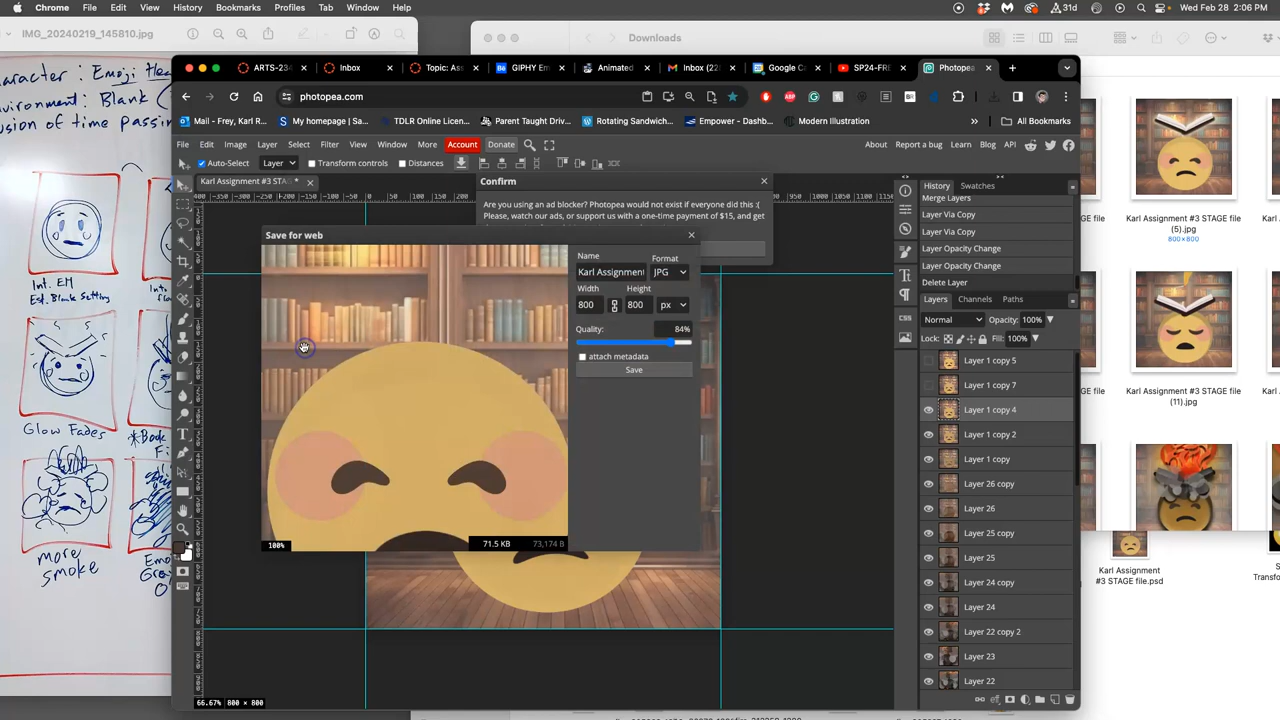 Chrome File Edit View History Bookmarks Profiles Tab Window Help
31d
Wed Feb 28 2:06 PM
IMG_20240219_145810.jpg
Downloads
ARTS-23
Inbox
Topic: Ass
GIPHY Em
Animated
Inbox (22
Google Ca
SP24-FRE
Photopea
photopea.com
Mail - Frey, Karl R...
My homepage | Sa...
TDLR Online Licen...
Parent Taught Driv...
Rotating Sandwich...
Empower - Dashb...
Modern Illustration
»
All Bookmarks
File Edit Image Layer Select Filter View Window More Account Donate
About Report a bug Learn Blog API
Auto-Select Layer Transform controls Distances
Karl Assignment #3 STAG *
Confirm
Are you using an ad blocker? Photopea would not exist if everyone did this :(
Please, watch our ads, or support us with a one-time payment of $15, and get
Save for web
Name
Format
Karl Assignment
JPG
Width
Height
800
800
px
Quality:
84%
attach metadata
Save
100%
71.5 KB
73,174 B
66.67%
800 × 800
History
Swatches
Merge Layers
Layer Via Copy
Layer Via Copy
Layer Opacity Change
Layer Opacity Change
Delete Layer
Layers
Channels
Paths
Normal
Opacity: 100%
Lock:
Fill: 100%
Layer 1 copy 5
Layer 1 copy 7
Layer 1 copy 4
Layer 1 copy 2
Layer 1 copy
Layer 26 copy
Layer 26
Layer 25 copy
Layer 25
Layer 24 copy
Layer 24
Layer 22 copy 2
Layer 23
Layer 22
CSS
Karl Assignment #3 STAGE file
(5).jpg
800×800
Karl Assignment #3 STAGE file
(11).jpg
Karl Assignment
#3 STAGE file.psd
Transfo
Int. EM
Est. Blank Setting
Glow Fades
more
smoke